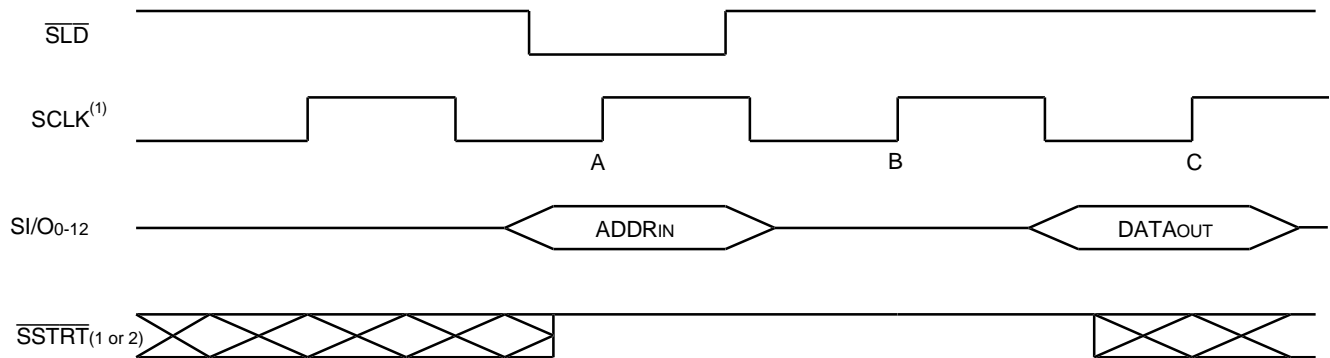 SLD
SCLK(1)
A B C
SI/O0-12 ADDRIN DATAOUT
SSTRT(1 or 2)